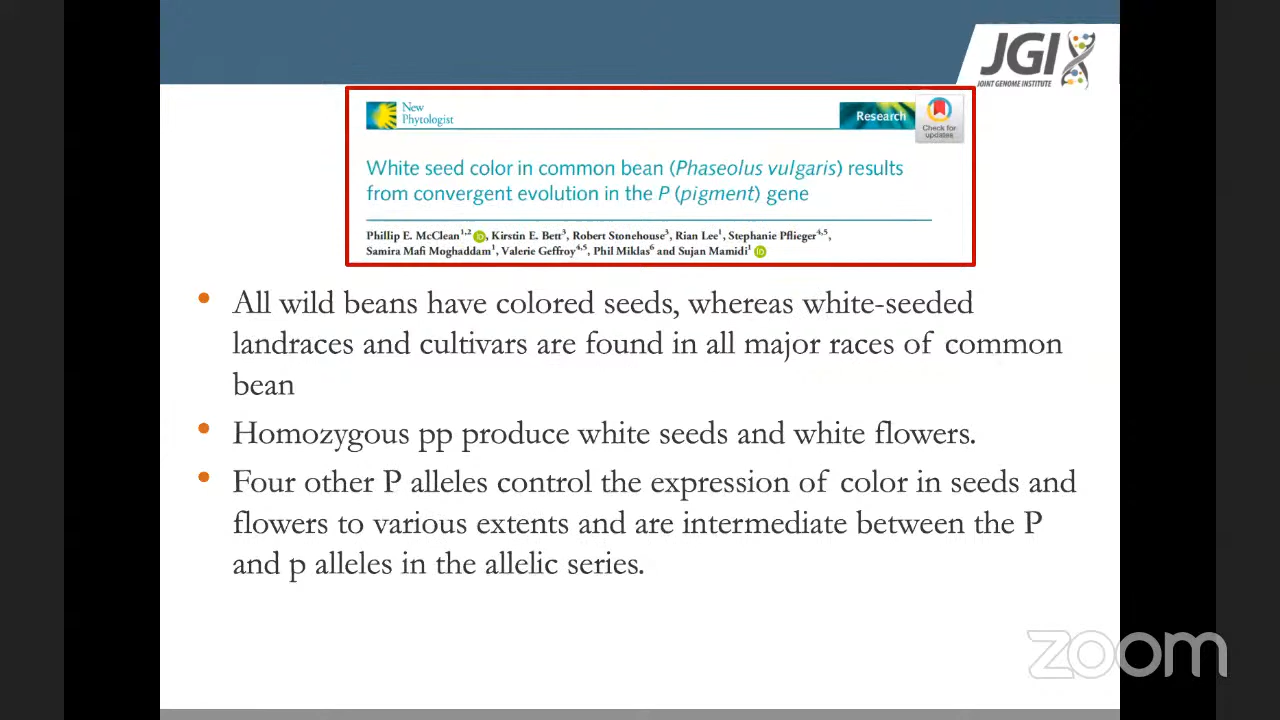 JGI
JOINT GENOME INSTITUTE
New
Phytologist
Research
Check for
updates
White seed color in common bean (Phaseolus vulgaris) results
from convergent evolution in the P (pigment) gene
Phillip E. McClean1,2, Kirstin E. Bett3, Robert Stonehouse3, Rian Lee1, Stephanie Pflieger4,5,
Samira Mafi Moghaddam1, Valerie Geffroy4,5, Phil Miklas6 and Sujan Mamidi1
• All wild beans have colored seeds, whereas white-seeded
landraces and cultivars are found in all major races of common
bean
• Homozygous pp produce white seeds and white flowers.
• Four other P alleles control the expression of color in seeds and
flowers to various extents and are intermediate between the P
and p alleles in the allelic series.
zoom